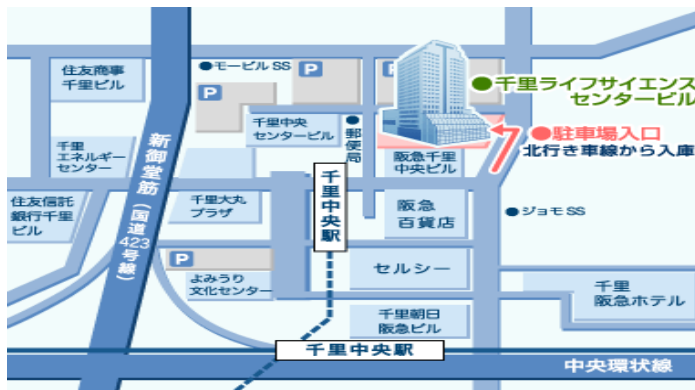 住友商事
千里ビル
●モービルSS
P
P
P
●千里ライフサイエンス
センタービル
千里中央
センタービル
●郵便局
●駐車場入口
北行き車線から入庫
新御堂筋（国道423号線）
千里
エネルギー
センター
阪急千里
中央ビル
千里中央駅
住友信託
銀行千里
ビル
千里大丸
プラザ
阪急
百貨店
●ジョモSS
P
よみうり
文化センター
セルシー
千里
阪急ホテル
千里朝日
阪急ビル
千里中央駅
中央環状線